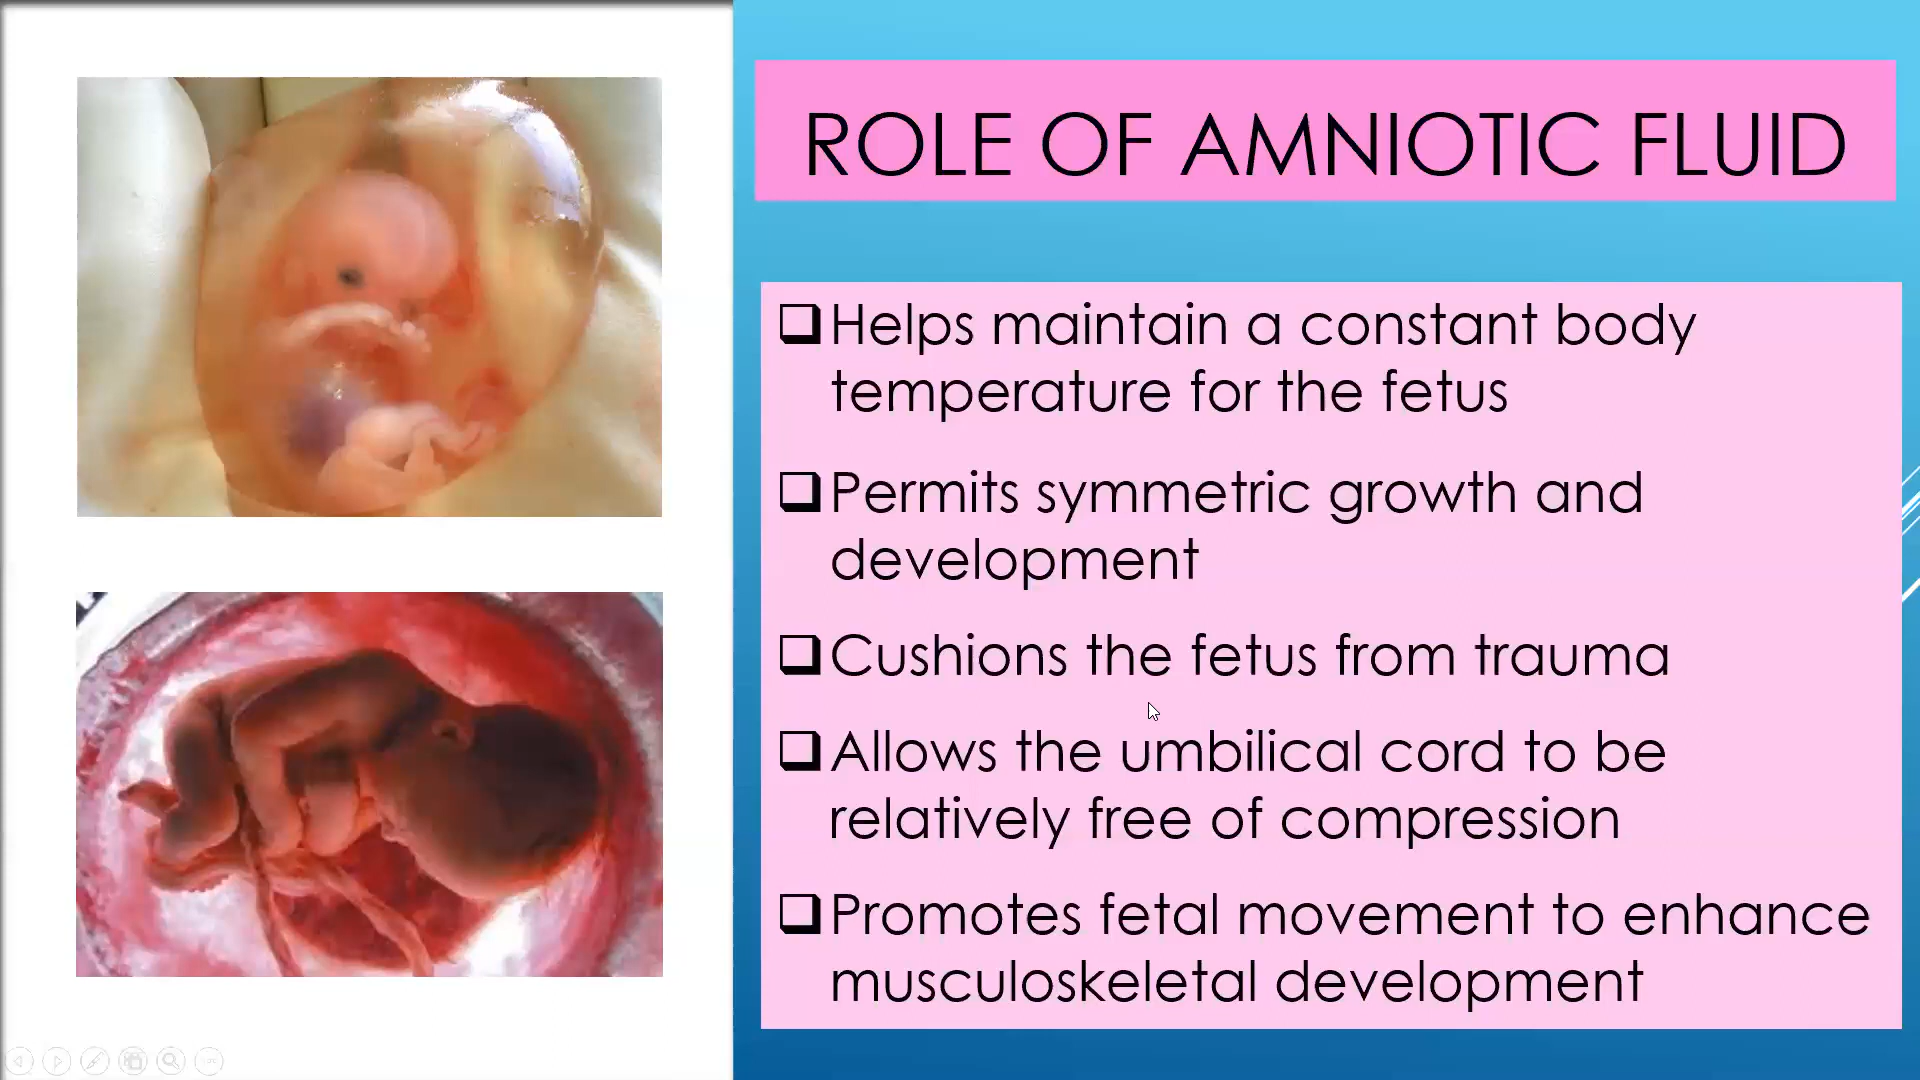 ROLE OF AMNIOTIC FLUID
Helps maintain a constant body
temperature for the fetus
Permits symmetric growth and
development
Cushions the fetus from trauma
Allows the umbilical cord to be
relatively free of compression
Promotes fetal movement to enhance
musculoskeletal development